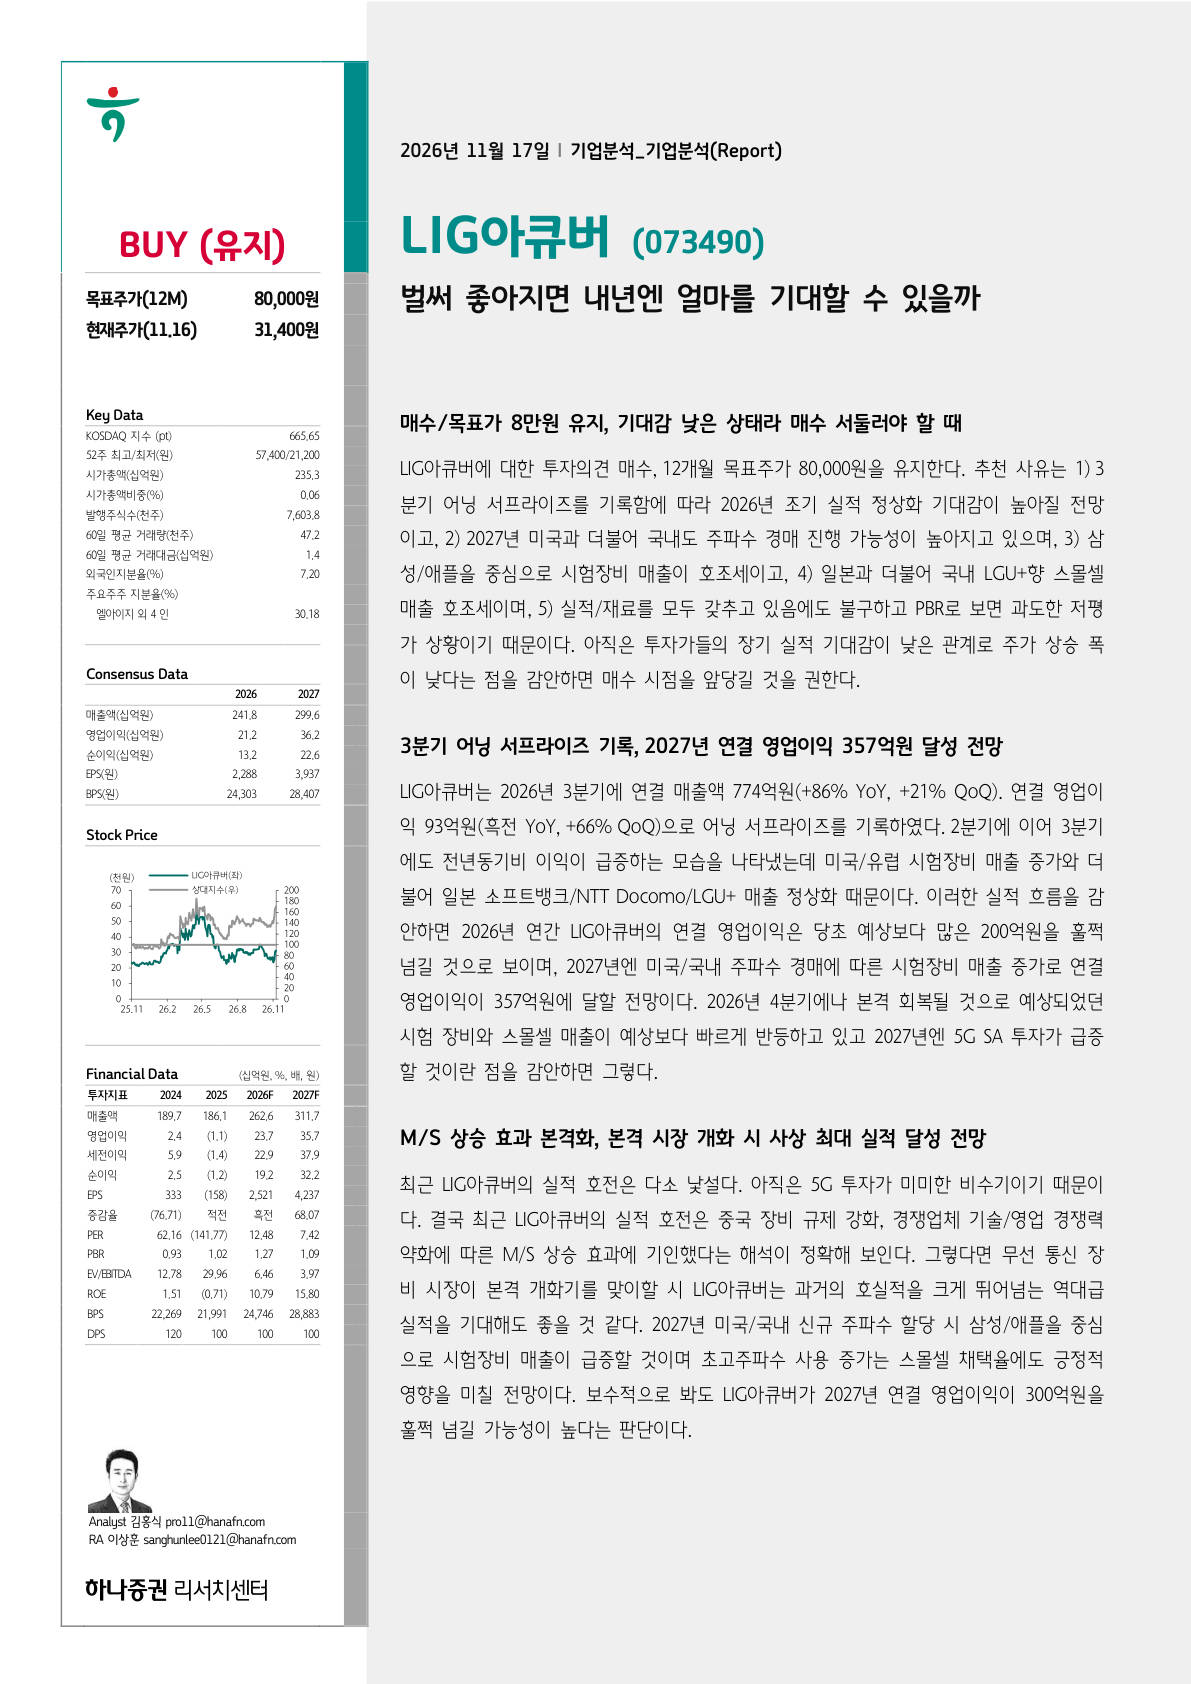 BUY (유지)
목표주가(12M) 80,000원
현재주가(11.16) 31,400원
Key Data
KOSDAQ 지수 (pt) 665.65
52주 최고/최저(원) 57,400/21,200
시가총액(십억원) 235.3
시가총액비중(%) 0.06
발행주식수(천주) 7,603.8
60일 평균 거래량(천주) 47.2
60일 평균 거래대금(십억원) 1.4
외국인지분율(%) 7.20
주요주주 지분율(%)
엘아이지 외 4 인 30.18
Consensus Data
2026 2027
매출액(십억원) 241.8 299.6
영업이익(십억원) 21.2 36.2
순이익(십억원) 13.2 22.6
EPS(원) 2,288 3,937
BPS(원) 24,303 28,407
Stock Price
(천원) LIG아큐버(좌)
상대지수(우)
70 200
180
60 160
50 140
40 120
100
30 80
20 60
40
10 20
0 0
25.11 26.2 26.5 26.8 26.11
Financial Data (십억원, %, 배, 원)
투자지표 2024 2025 2026F 2027F
매출액 189.7 186.1 262.6 311.7
영업이익 2.4 (1.1) 23.7 35.7
세전이익 5.9 (1.4) 22.9 37.9
순이익 2.5 (1.2) 19.2 32.2
EPS 333 (158) 2,521 4,237
증감율 (76.71) 적전 흑전 68.07
PER 62.16 (141.77) 12.48 7.42
PBR 0.93 1.02 1.27 1.09
EV/EBITDA 12.78 29.96 6.46 3.97
ROE 1.51 (0.71) 10.79 15.80
BPS 22,269 21,991 24,746 28,883
DPS 120 100 100 100
Analyst 김홍식 pro11@hanafn.com
RA 이상훈 sanghunlee0121@hanafn.com
하나증권 리서치센터
2026년 11월 17일 | 기업분석_기업분석(Report)
LIG아큐버 (073490)
벌써 좋아지면 내년엔 얼마를 기대할 수 있을까
매수/목표가 8만원 유지, 기대감 낮은 상태라 매수 서둘러야 할 때
LIG아큐버에 대한 투자의견 매수, 12개월 목표주가 80,000원을 유지한다. 추천 사유는 1) 3
분기 어닝 서프라이즈를 기록함에 따라 2026년 조기 실적 정상화 기대감이 높아질 전망
이고, 2) 2027년 미국과 더불어 국내도 주파수 경매 진행 가능성이 높아지고 있으며, 3) 삼
성/애플을 중심으로 시험장비 매출이 호조세이고, 4) 일본과 더불어 국내 LGU+향 스몰셀
매출 호조세이며, 5) 실적/재료를 모두 갖추고 있음에도 불구하고 PBR로 보면 과도한 저평
가 상황이기 때문이다. 아직은 투자가들의 장기 실적 기대감이 낮은 관계로 주가 상승 폭
이 낮다는 점을 감안하면 매수 시점을 앞당길 것을 권한다.
3분기 어닝 서프라이즈 기록, 2027년 연결 영업이익 357억원 달성 전망
LIG아큐버는 2026년 3분기에 연결 매출액 774억원(+86% YoY, +21% QoQ). 연결 영업이
익 93억원(흑전 YoY, +66% QoQ)으로 어닝 서프라이즈를 기록하였다. 2분기에 이어 3분기
에도 전년동기비 이익이 급증하는 모습을 나타냈는데 미국/유럽 시험장비 매출 증가와 더
불어 일본 소프트뱅크/NTT Docomo/LGU+ 매출 정상화 때문이다. 이러한 실적 흐름을 감
안하면 2026년 연간 LIG아큐버의 연결 영업이익은 당초 예상보다 많은 200억원을 훌쩍
넘길 것으로 보이며, 2027년엔 미국/국내 주파수 경매에 따른 시험장비 매출 증가로 연결
영업이익이 357억원에 달할 전망이다. 2026년 4분기에나 본격 회복될 것으로 예상되었던
시험 장비와 스몰셀 매출이 예상보다 빠르게 반등하고 있고 2027년엔 5G SA 투자가 급증
할 것이란 점을 감안하면 그렇다.
M/S 상승 효과 본격화, 본격 시장 개화 시 사상 최대 실적 달성 전망
최근 LIG아큐버의 실적 호전은 다소 낯설다. 아직은 5G 투자가 미미한 비수기이기 때문이
다. 결국 최근 LIG아큐버의 실적 호전은 중국 장비 규제 강화, 경쟁업체 기술/영업 경쟁력
약화에 따른 M/S 상승 효과에 기인했다는 해석이 정확해 보인다. 그렇다면 무선 통신 장
비 시장이 본격 개화기를 맞이할 시 LIG아큐버는 과거의 호실적을 크게 뛰어넘는 역대급
실적을 기대해도 좋을 것 같다. 2027년 미국/국내 신규 주파수 할당 시 삼성/애플을 중심
으로 시험장비 매출이 급증할 것이며 초고주파수 사용 증가는 스몰셀 채택율에도 긍정적
영향을 미칠 전망이다. 보수적으로 봐도 LIG아큐버가 2027년 연결 영업이익이 300억원을
훌쩍 넘길 가능성이 높다는 판단이다.